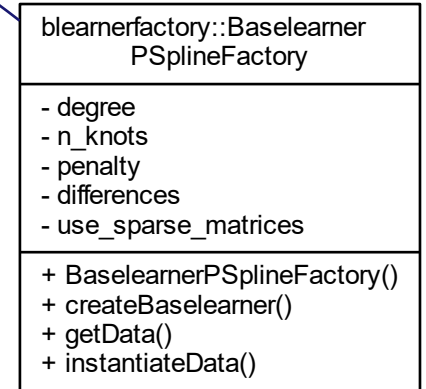 blearnerfactory::Baselearner
PSplineFactory
- degree
- n_knots
- penalty
- differences
- use_sparse_matrices
+ BaselearnerPSplineFactory()
+ createBaselearner()
+ getData()
+ instantiateData()